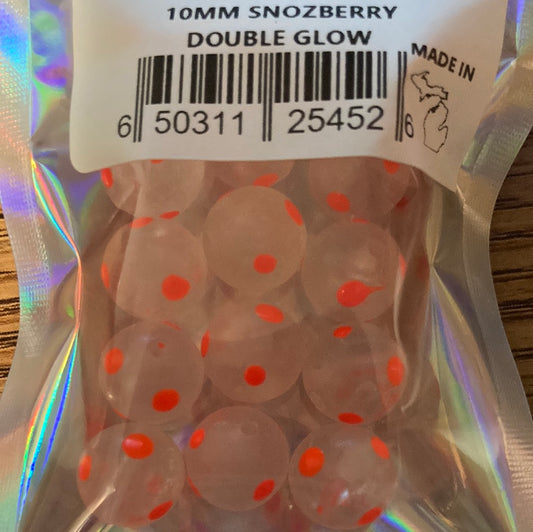 10MM SNOZBERRY
DOUBLE GLOW
MADE IN
6 50311 25452 6